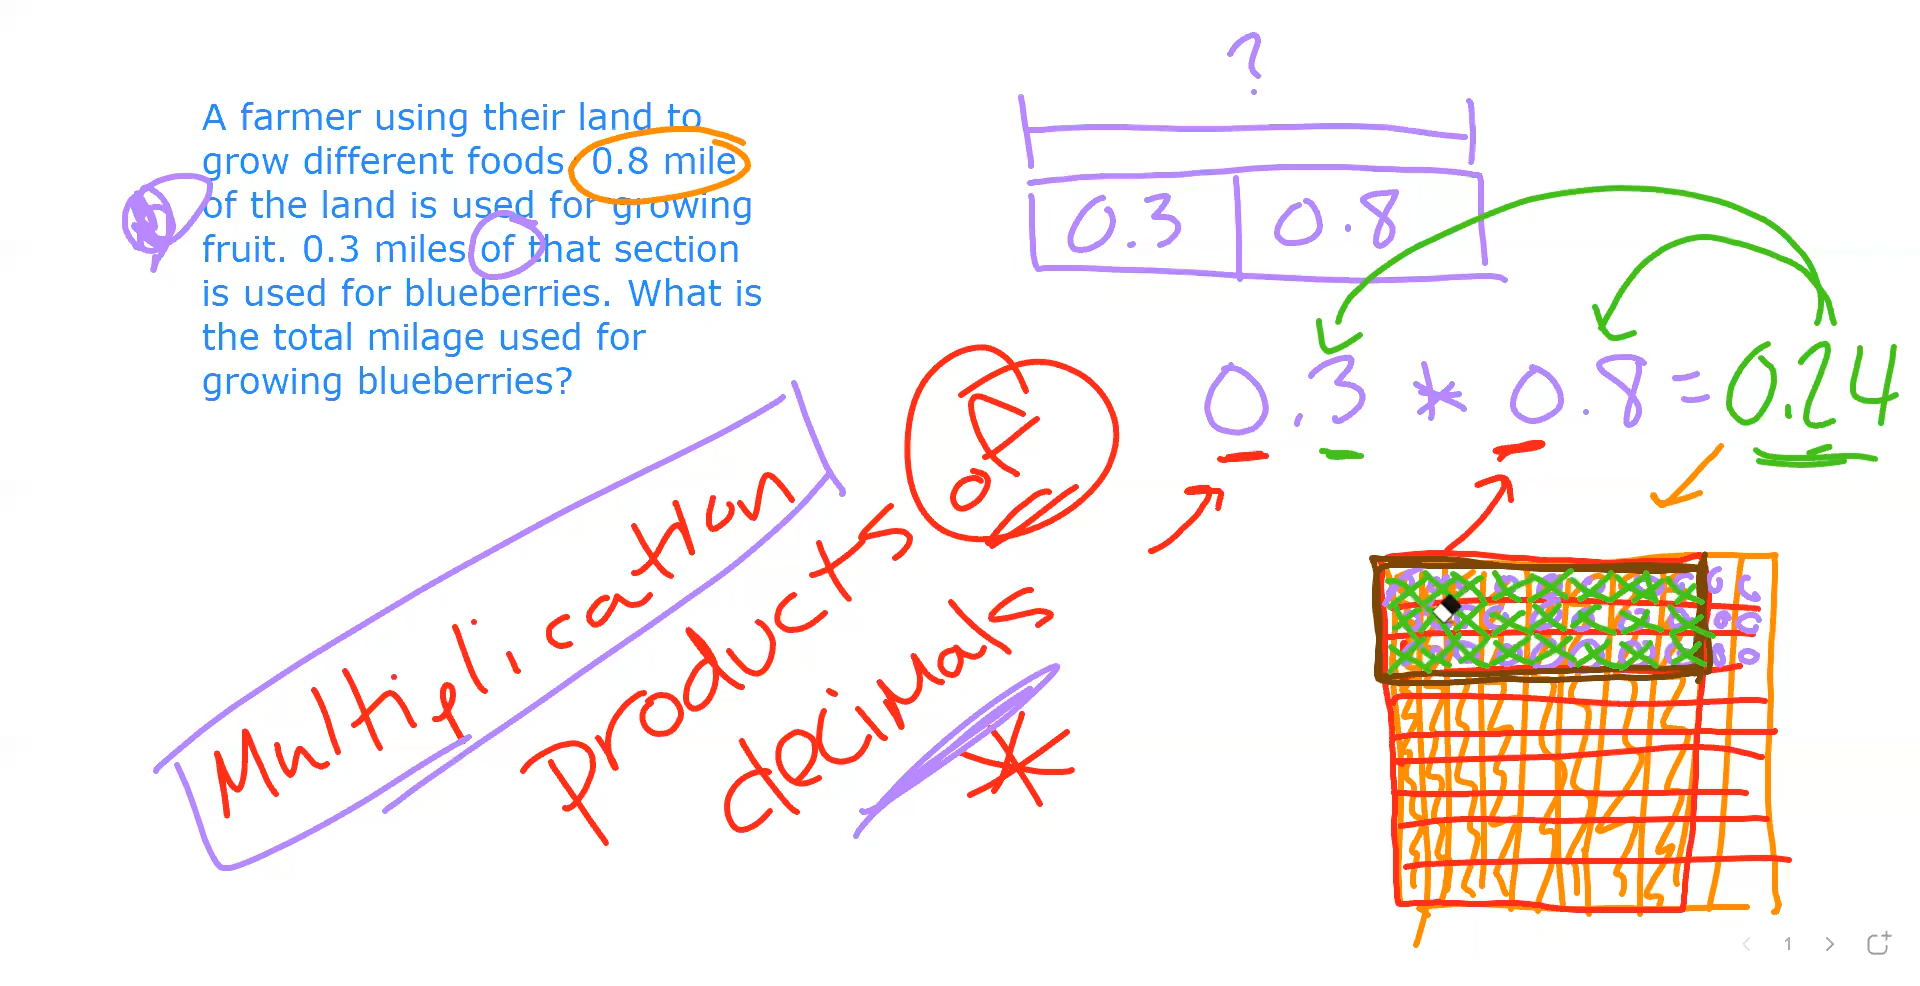 A farmer using their land to
grow different foods. 0.8 mile
of the land is used for growing
fruit. 0.3 miles of that section
is used for blueberries. What is
the total milage used for
growing blueberries?
?
0.3 0.8
0.3 * 0.8 = 0.24
Multiplication
products of
decimals
*
1